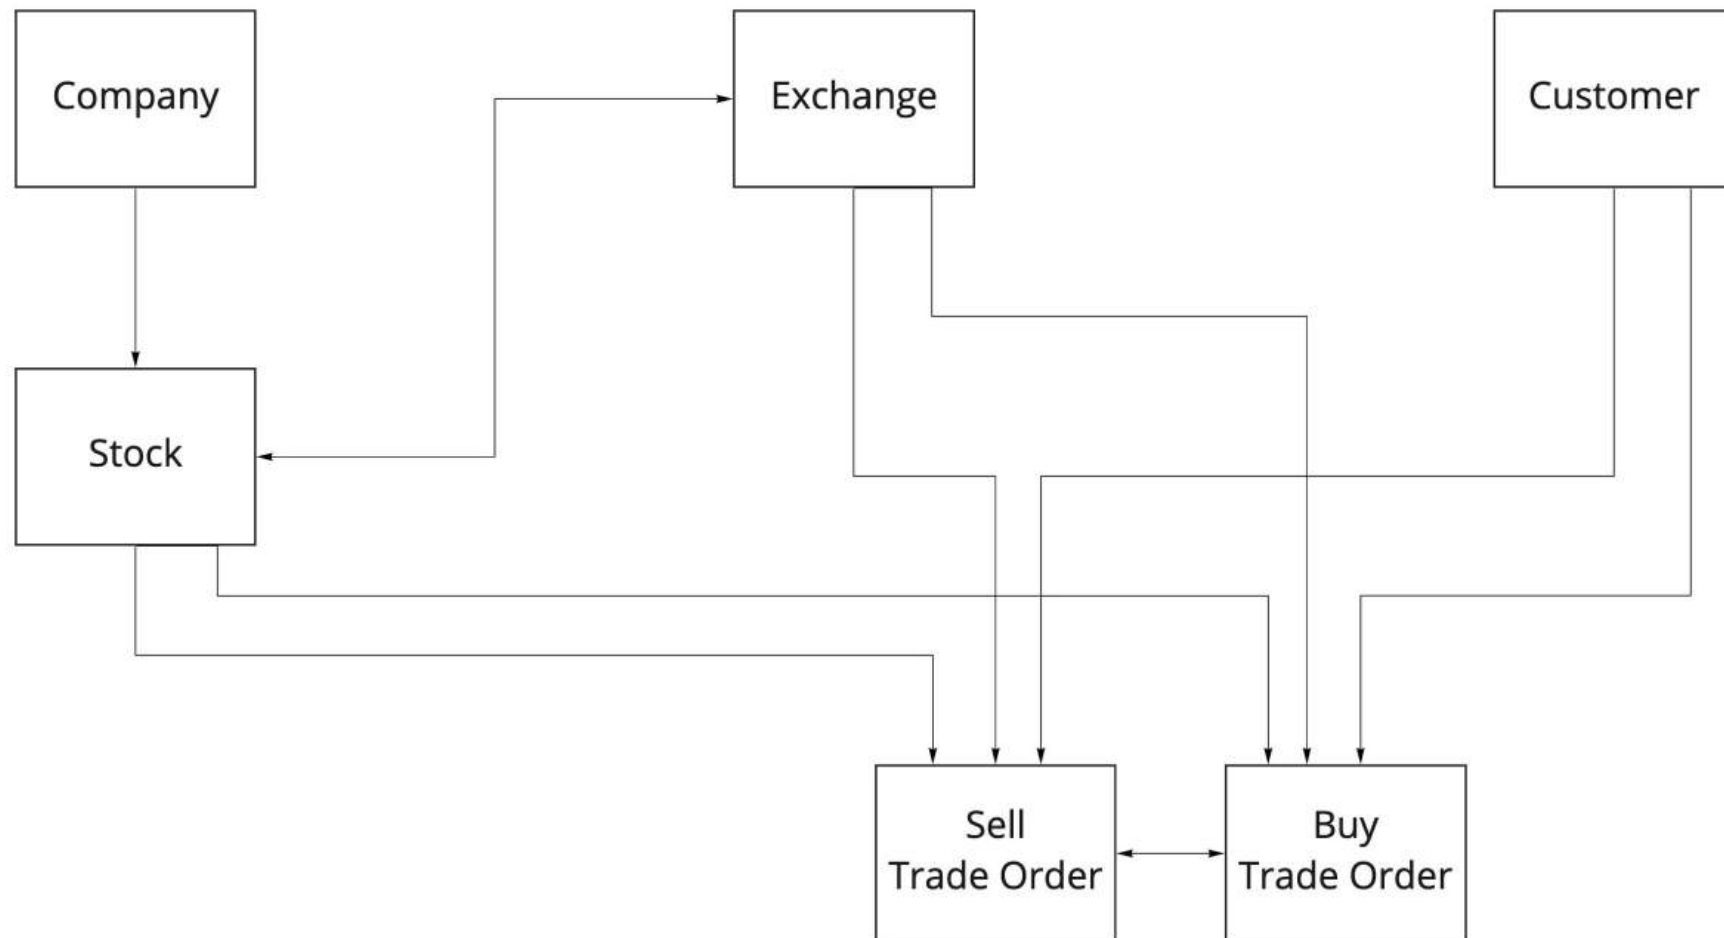 Company
Exchange
Customer
Stock
Sell
Trade Order
Buy
Trade Order